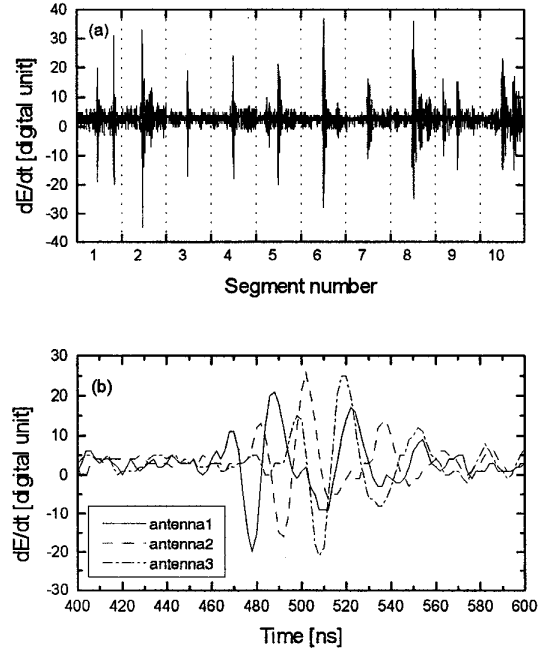 (a)
dE/dt [digital unit]
40
30
20
10
0
10
20
30
40
1 2 3 4 5 6 7 8 9 10
Segment number
(b)
dE/dt [digital unit]
30
20
10
0
-10
-20
-30
antenna1
antenna2
antenna3
400 420 440 460 480 500 520 540 560 580 600
Time [ns]